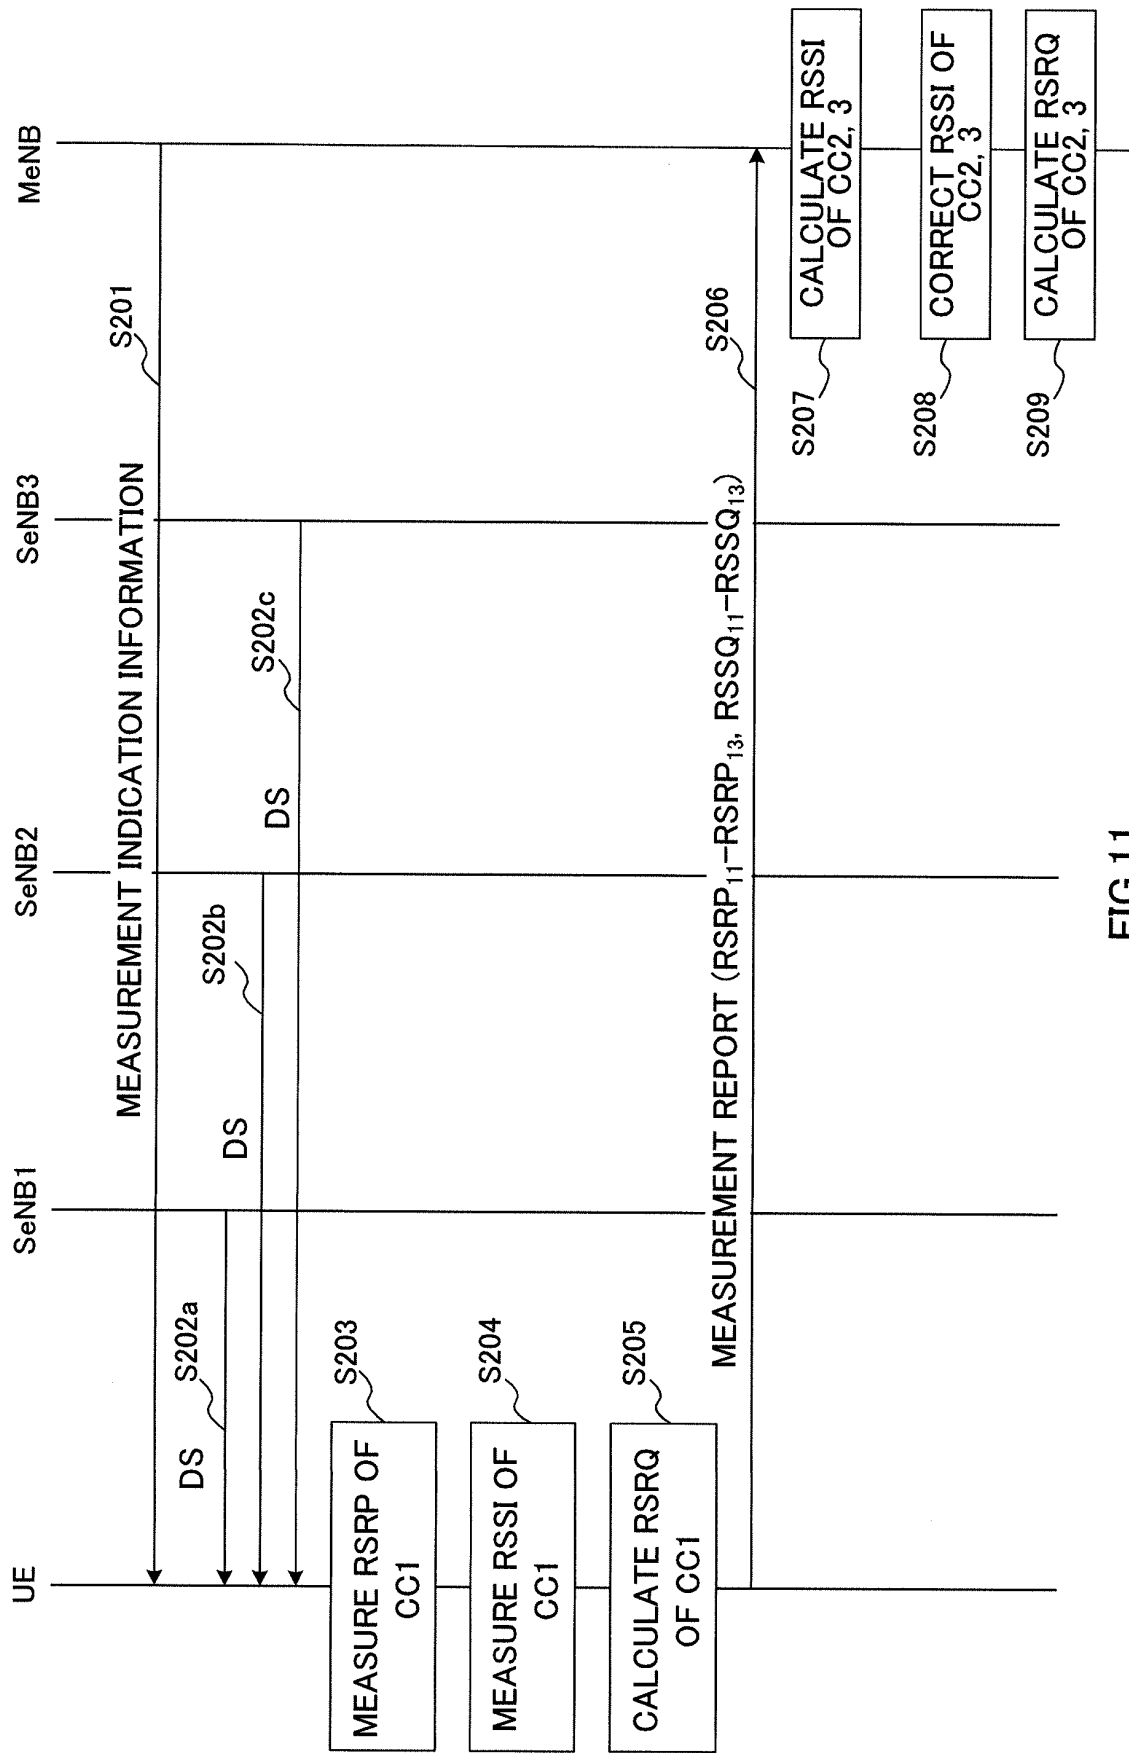 UE
SeNB1
SeNB2
SeNB3
MeNB
MEASUREMENT INDICATION INFORMATION
S201
DS
S202a
DS
S202b
DS
S202c
MEASURE RSRP OF
CC1
S203
MEASURE RSSI OF
CC1
S204
CALCULATE RSRQ
OF CC1
S205
MEASUREMENT REPORT (RSRP₁₁-RSRP₁₃, RSSQ₁₁-RSSQ₁₃)
S206
CALCULATE RSSI
OF CC2, 3
S207
CORRECT RSSI OF
CC2, 3
S208
CALCULATE RSRQ
OF CC2, 3
S209
FIG.11